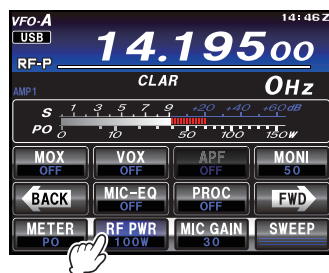 VFO-A 14:46
USB
14.19500
RF-P
AMP1 CLAR 0Hz
S 1 3 5 7 9 +20 +40 +60dB
PO 0 10 50 100 150W
MOX OFF VOX OFF APF OFF MONI 50
BACK MIC-EQ OFF PROC OFF FWD
METER PO RF PWR 100W MIC GAIN 30 SWEEP